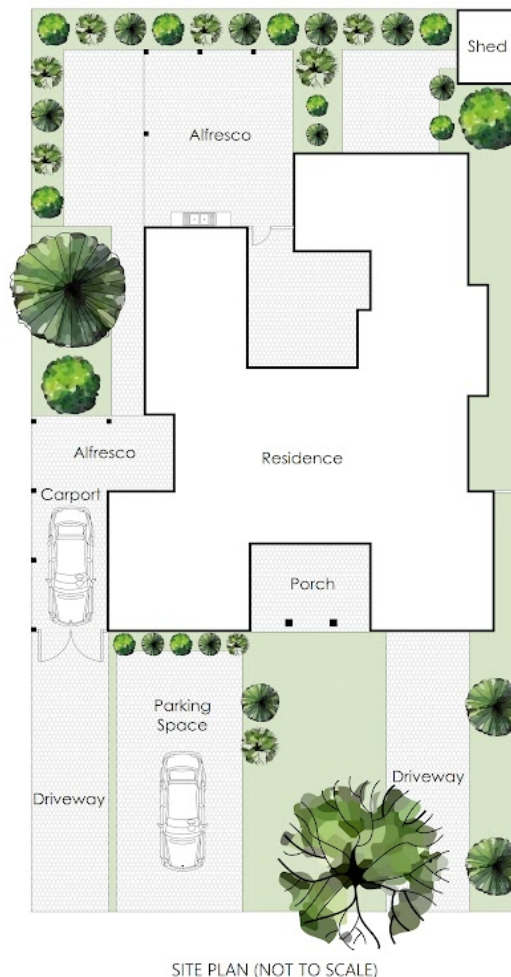 Shed
Alfresco
Alfresco
Residence
Carport
Porch
Parking
Space
Driveway
Driveway
SITE PLAN (NOT TO SCALE)